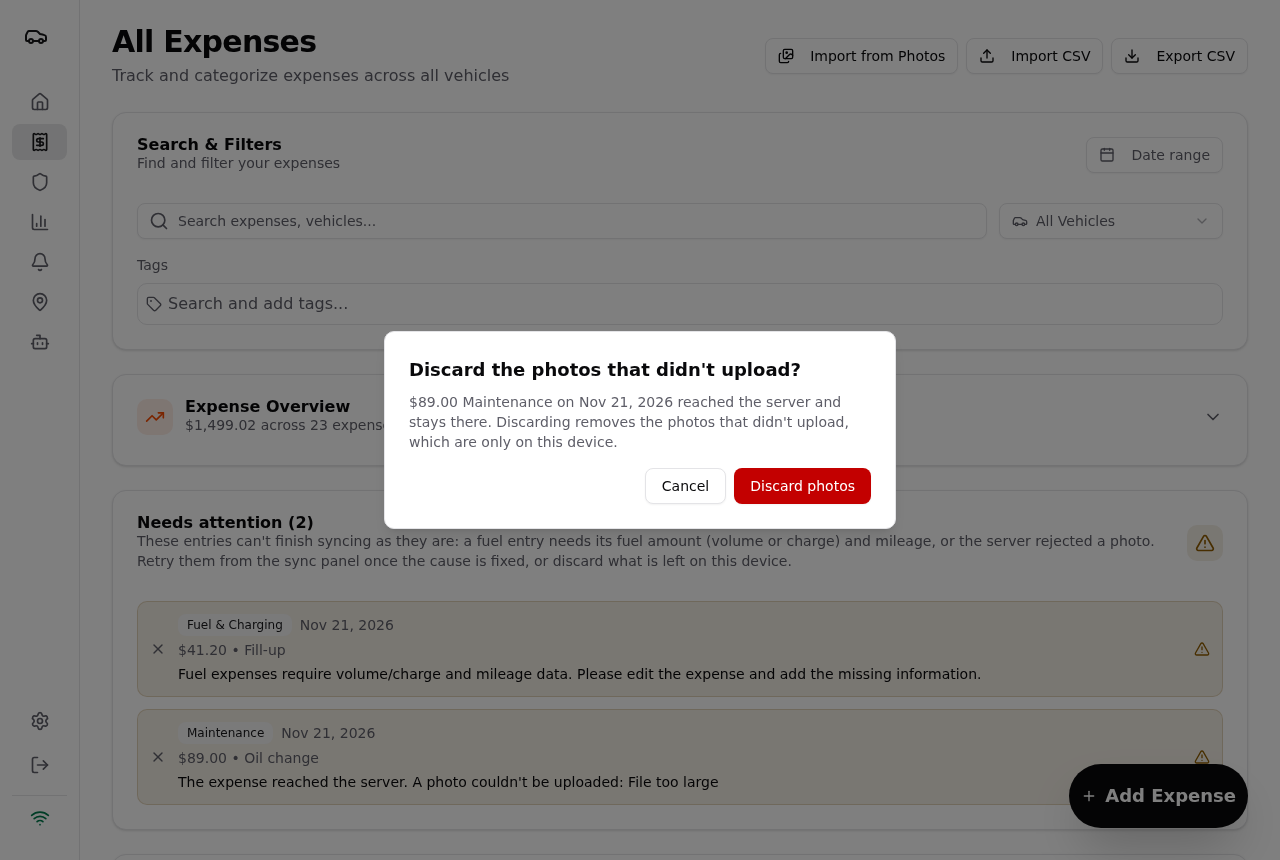 All Expenses
Track and categorize expenses across all vehicles
Import from Photos
Import CSV
Export CSV
Search & Filters
Find and filter your expenses
Date range
Search expenses, vehicles...
All Vehicles
Tags
Search and add tags...
Expense Overview
$1,499.02 across 23
Discard the photos that didn't upload?
$89.00 Maintenance on Nov 21, 2026 reached the server and
stays there. Discarding removes the photos that didn't upload,
which are only on this device.
Cancel
Discard photos
Needs attention (2)
These entries can't finish syncing as they are: a fuel entry needs its fuel amount (volume or charge) and mileage, or the server rejected a photo.
Retry them from the sync panel once the cause is fixed, or discard what is left on this device.
Fuel & Charging
Nov 21, 2026
$41.20 • Fill-up
Fuel expenses require volume/charge and mileage data. Please edit the expense and add the missing information.
Maintenance
Nov 21, 2026
$89.00 • Oil change
The expense reached the server. A photo couldn't be uploaded: File too large
+ Add Expense